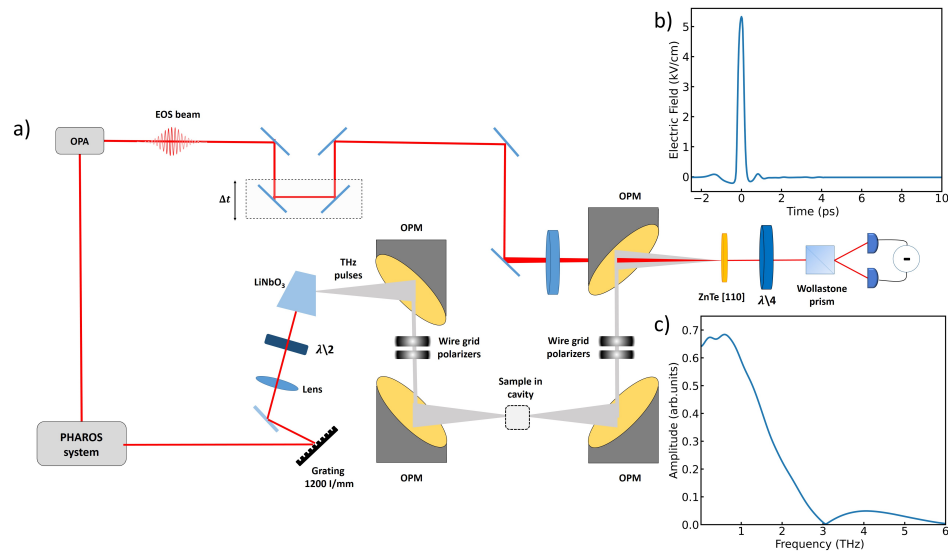 a)
OPA
EOS beam
Δt
OPM
OPM
THz
pulses
LiNbO3
λ\2
Lens
Wire grid
polarizers
Wire grid
polarizers
Sample in
cavity
PHAROS
system
Grating
1200 l/mm
OPM
OPM
ZnTe [110]
λ\4
Wollastone
prism
-
b)
Electric Field (kV/cm)
5
4
3
2
1
0
−2 0 2 4 6 8 10
Time (ps)
c)
Amplitude (arb.units)
0.7
0.6
0.5
0.4
0.3
0.2
0.1
0.0
1 2 3 4 5 6
Frequency (THz)